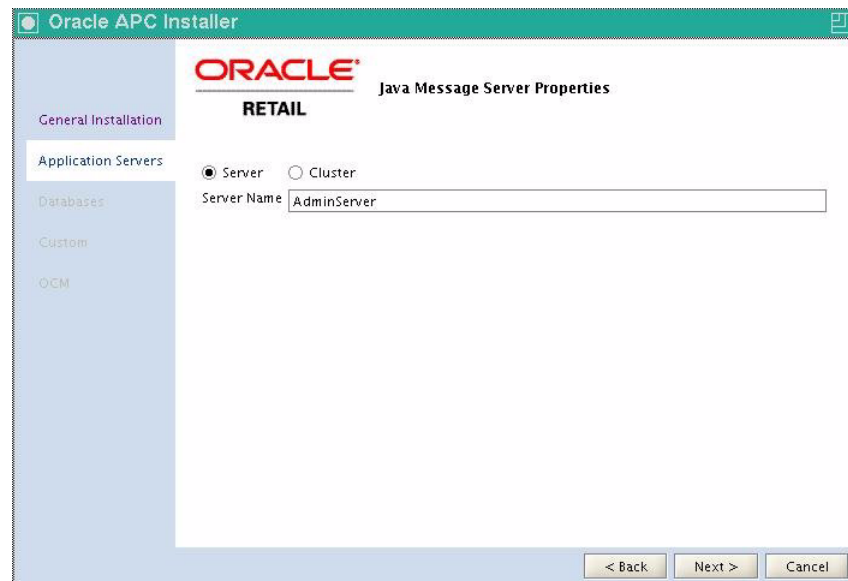 Oracle APC Installer
ORACLE
RETAIL
Java Message Server Properties
General Installation
Application Servers
Databases
Custom
OCM
Server
Cluster
Server Name
AdminServer
< Back
Next >
Cancel